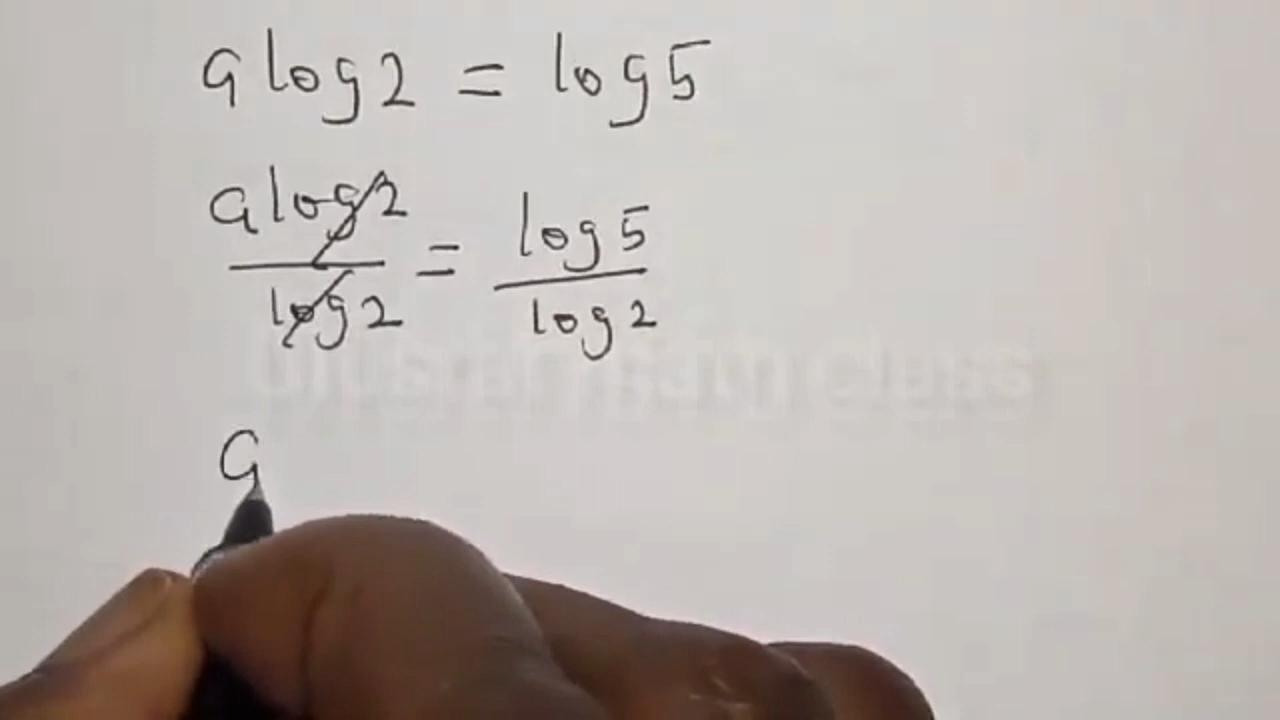 a log 2 = log 5
a log 2 / log 2 = log 5 / log 2
a